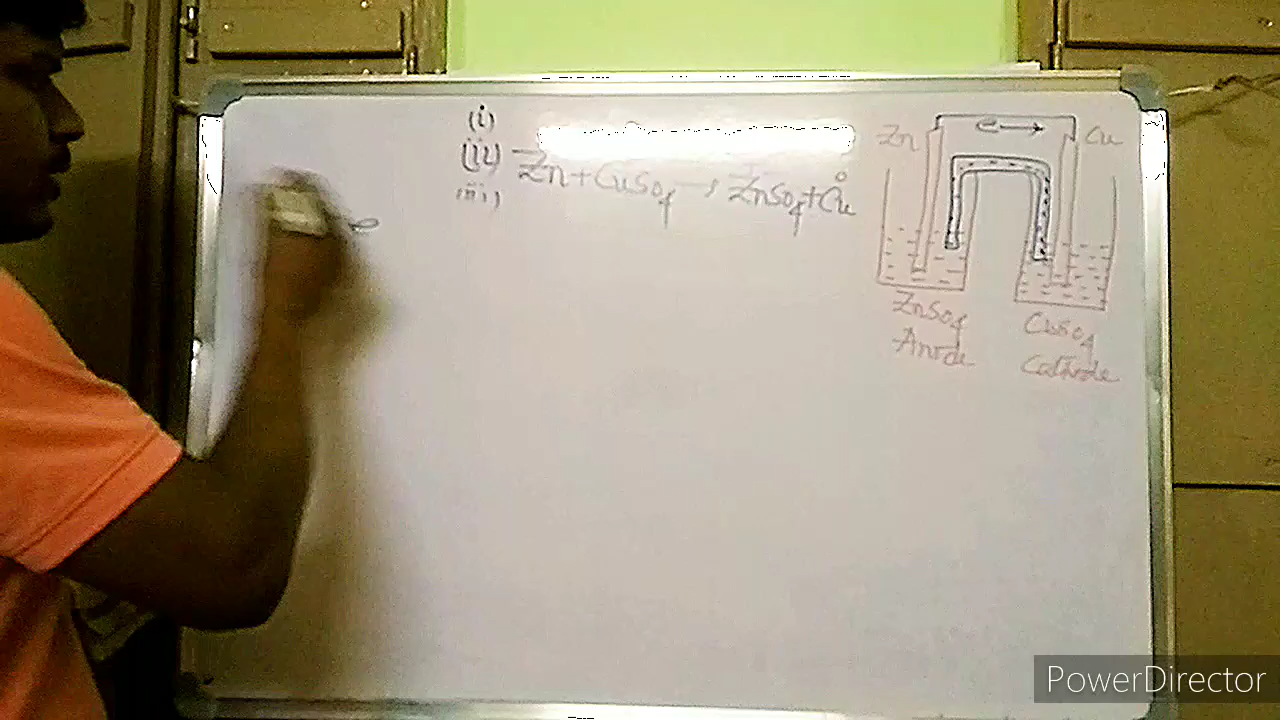 (i)
(ii) Zn + CuSO4 → ZnSO4 + Cu
iii)
Zn
e →
Cu
ZnSO4
Anode
CuSO4
Cathode
PowerDirector